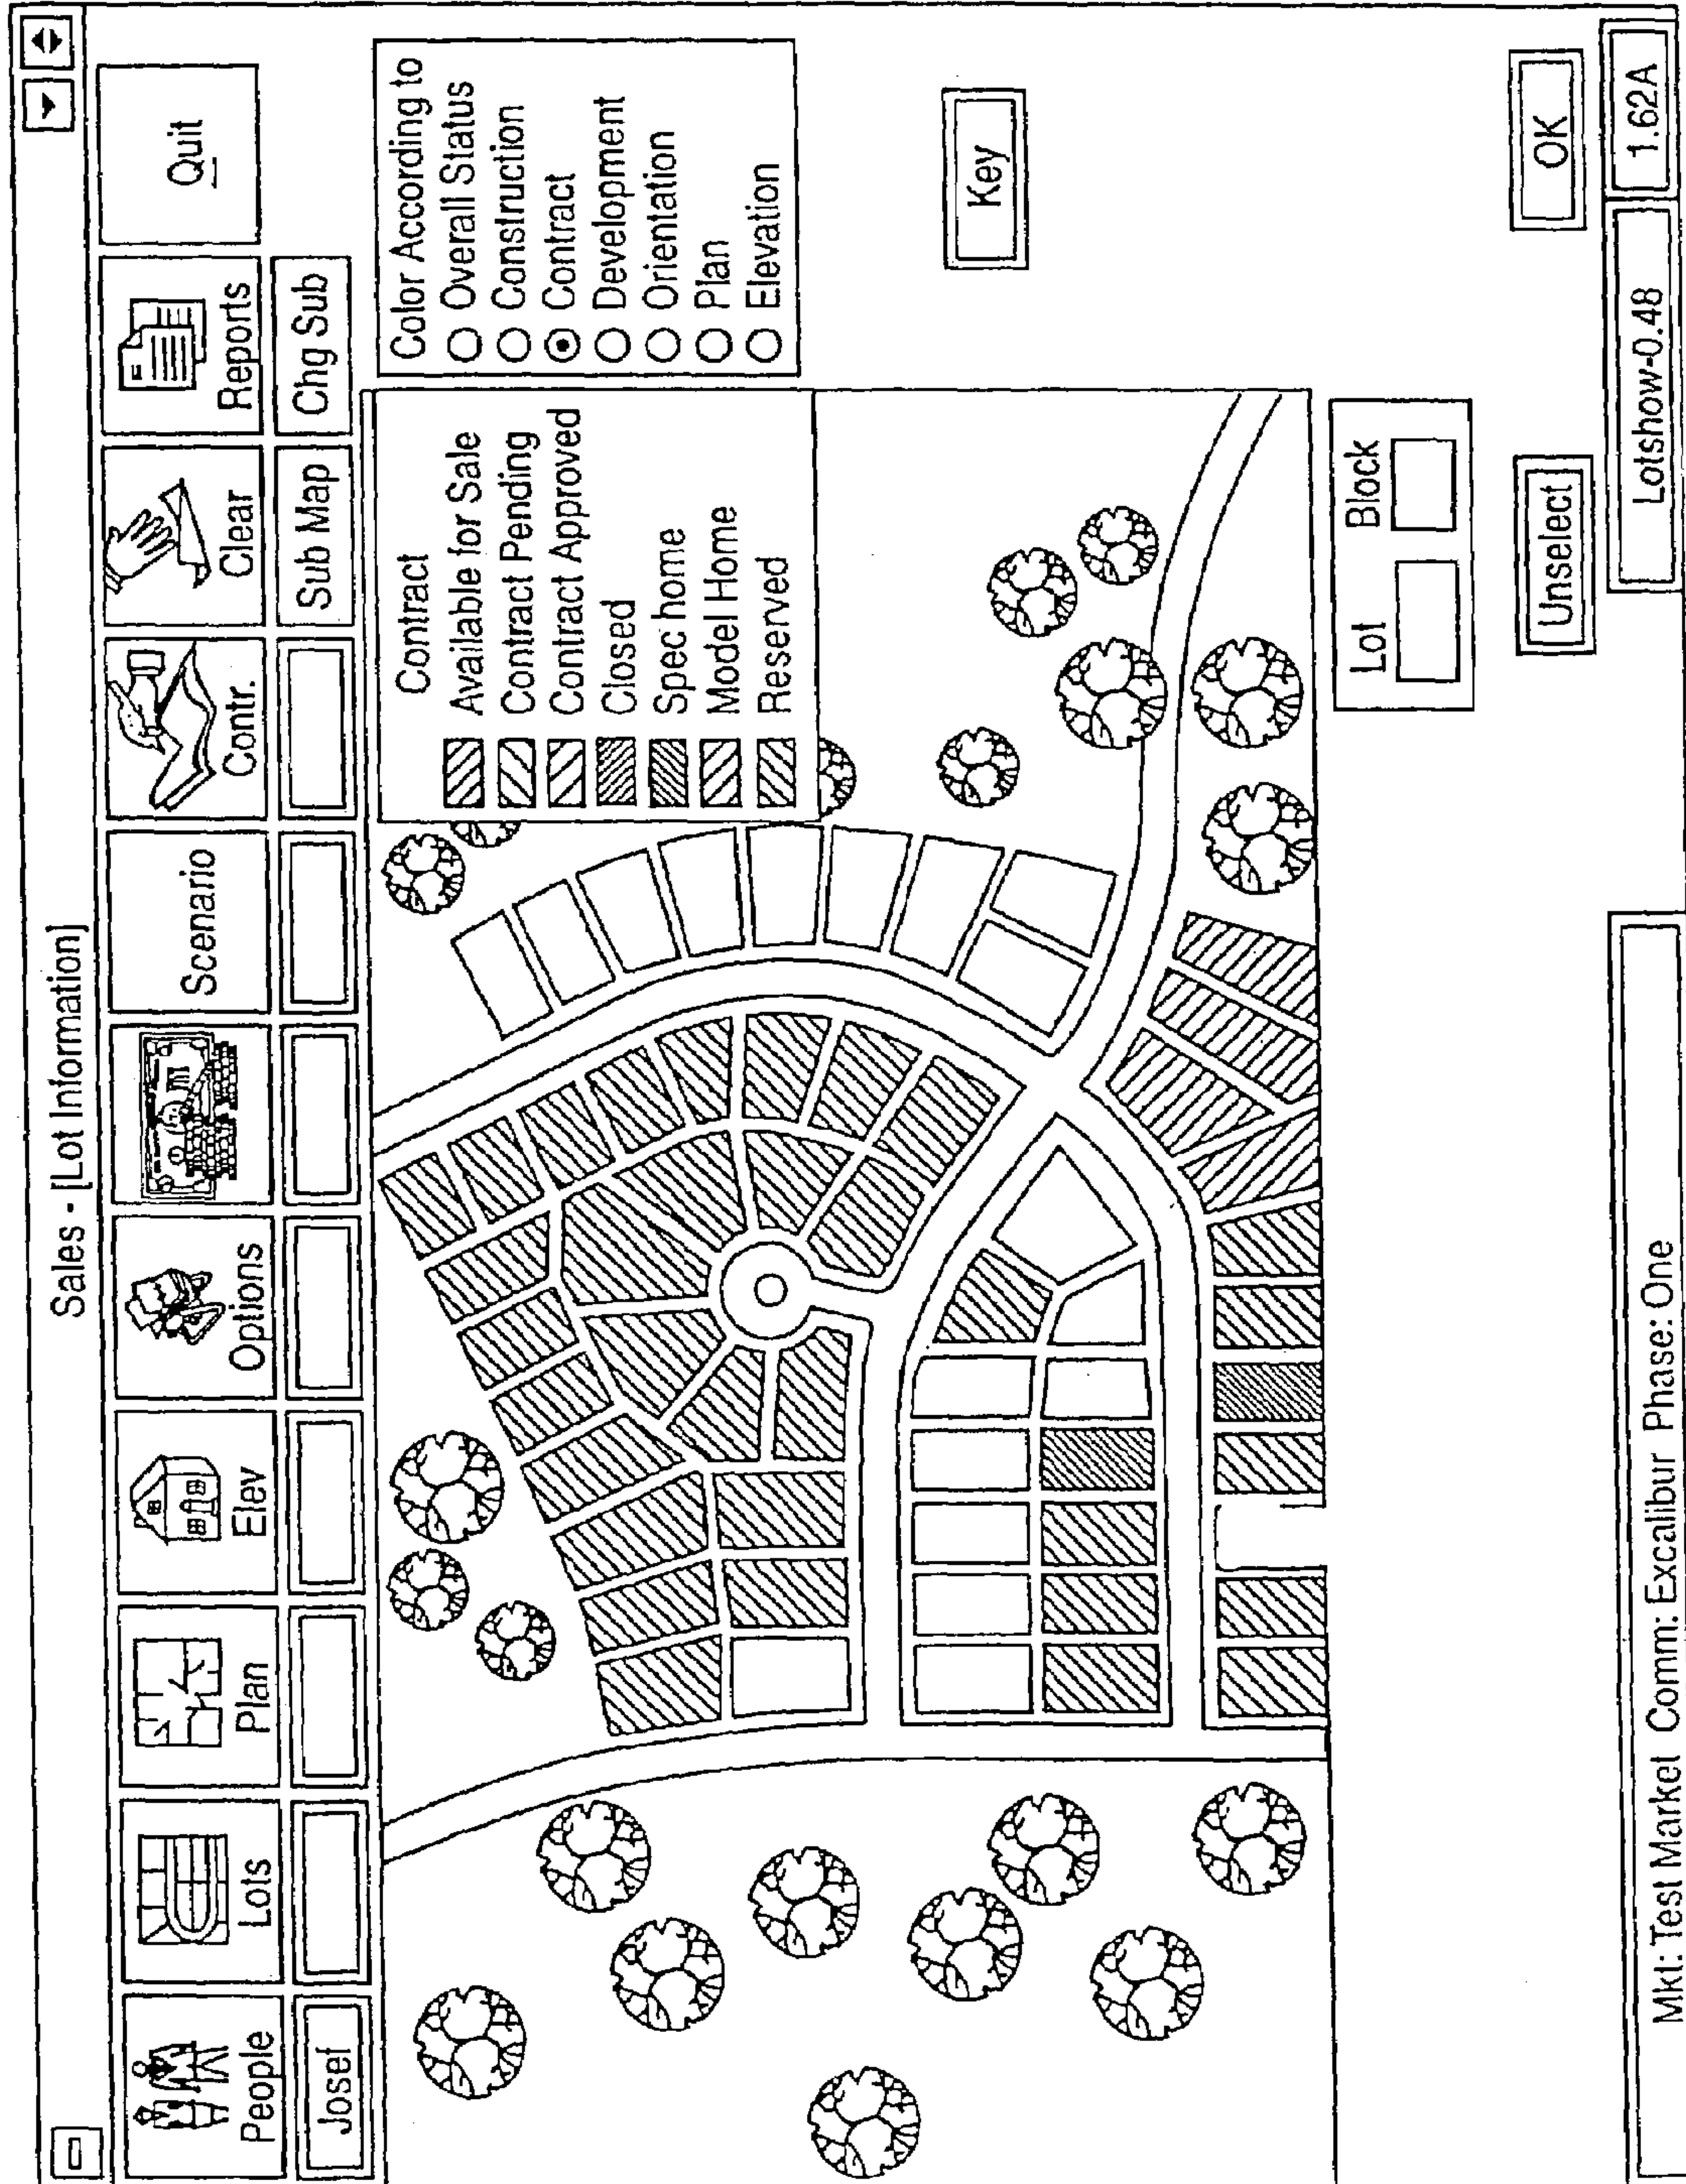 Sales - [Lot Information]
People
Lots
Plan
Elev
Options
Scenario
Contr.
Clear
Reports
Quit
Josef
Sub Map
Chg Sub
Contract
Available for Sale
Contract Pending
Contract Approved
Closed
Spec home
Model Home
Reserved
Color According to
Overall Status
Construction
Contract
Development
Orientation
Plan
Elevation
Key
Lot
Block
Unselect
OK
Mkt: Test Market Comm: Excalibur Phase: One
Lotshow-0.48
1.62A